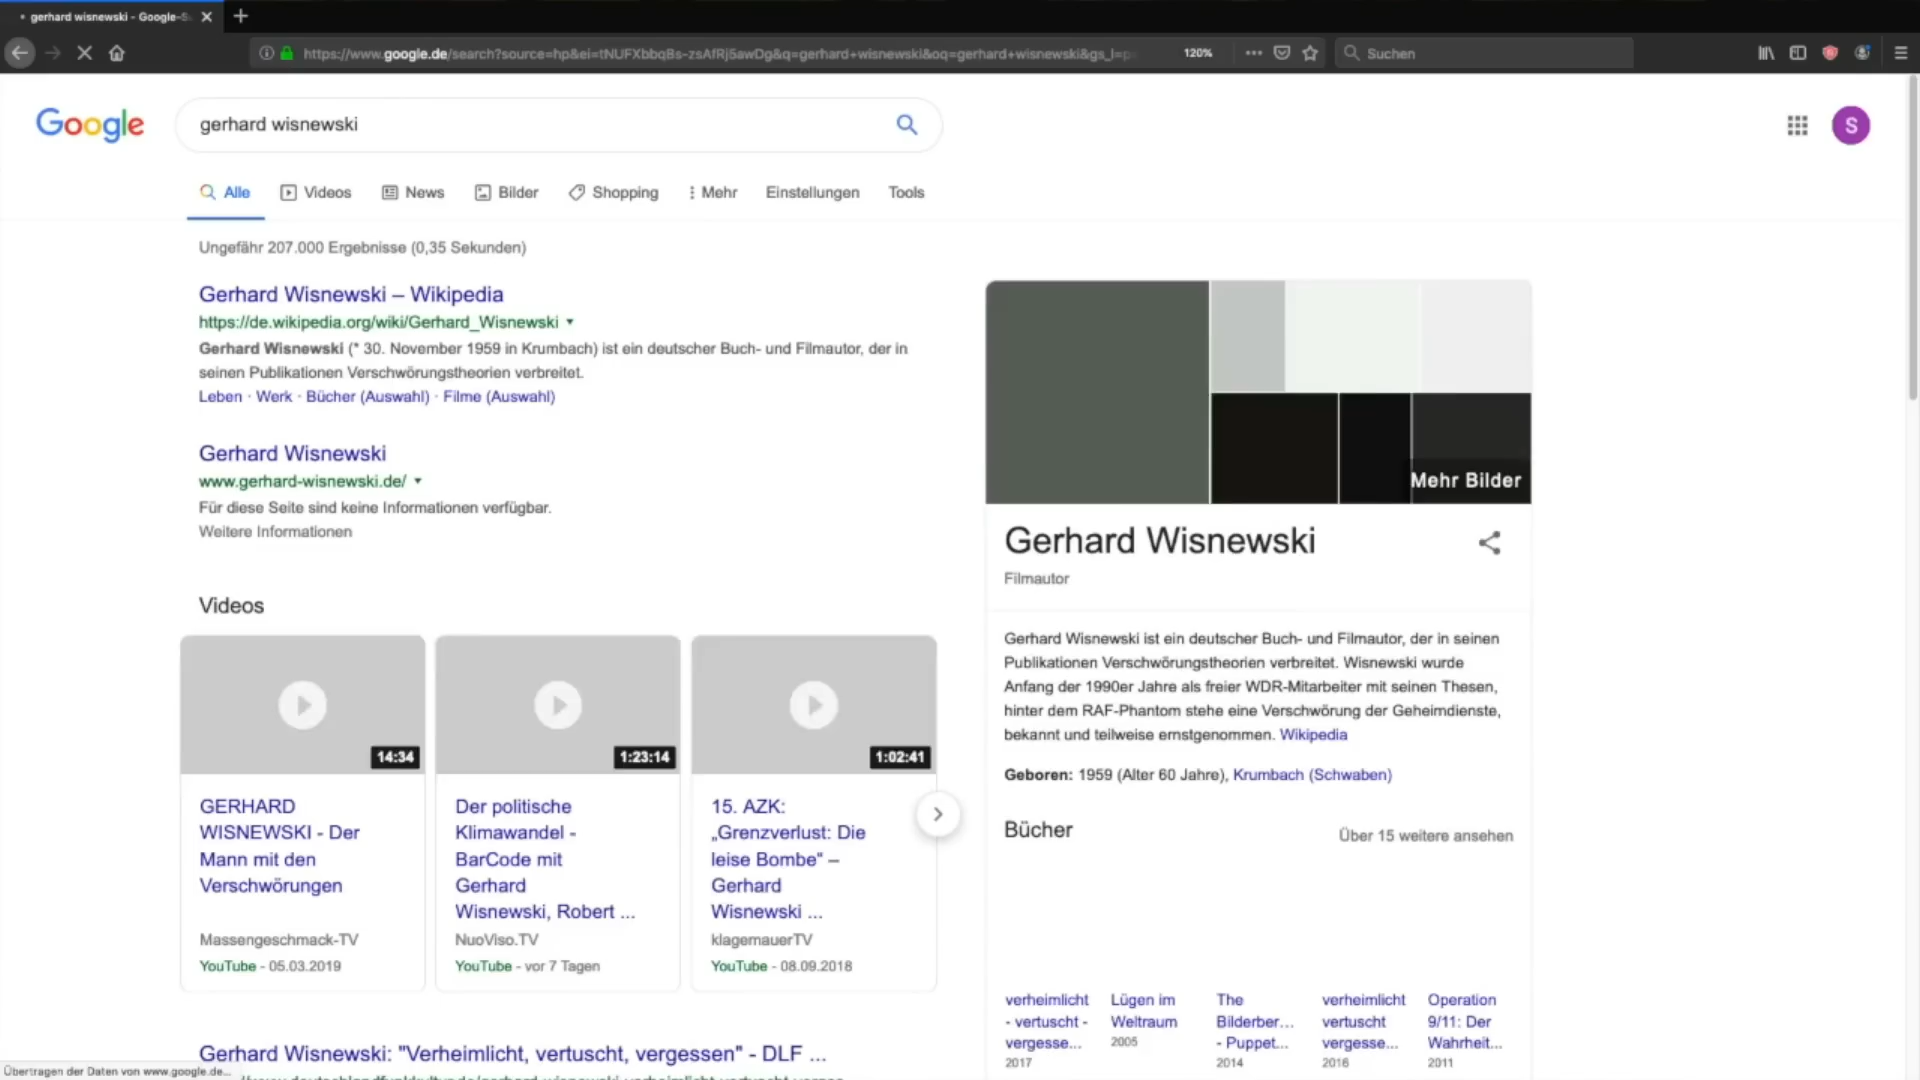 gerhard wisnewski - Google-S
https://www.google.de/search?source=hp&ei=tNUFXbbqBs-zsAfRj5awDg&q=gerhard+wisnewski&oq=gerhard+wisnewski&gs_l=p
120%
Suchen
Google
gerhard wisnewski
S
Alle
Videos
News
Bilder
Shopping
Mehr
Einstellungen
Tools
Ungefähr 207.000 Ergebnisse (0,35 Sekunden)
Gerhard Wisnewski – Wikipedia
https://de.wikipedia.org/wiki/Gerhard_Wisnewski
Gerhard Wisnewski (* 30. November 1959 in Krumbach) ist ein deutscher Buch- und Filmautor, der in
seinen Publikationen Verschwörungstheorien verbreitet.
Leben · Werk · Bücher (Auswahl) · Filme (Auswahl)
Gerhard Wisnewski
www.gerhard-wisnewski.de/
Für diese Seite sind keine Informationen verfügbar.
Weitere Informationen
Videos
14:34
GERHARD
WISNEWSKI - Der
Mann mit den
Verschwörungen
Massengeschmack-TV
YouTube - 05.03.2019
1:23:14
Der politische
Klimawandel -
BarCode mit
Gerhard
Wisnewski, Robert ...
NuoViso.TV
YouTube - vor 7 Tagen
1:02:41
15. AZK:
„Grenzverlust: Die
leise Bombe“ –
Gerhard
Wisnewski ...
klagemauerTV
YouTube - 08.09.2018
Gerhard Wisnewski: "Verheimlicht, vertuscht, vergessen" - DLF ...
Übertragen der Daten von www.google.de...
Mehr Bilder
Gerhard Wisnewski
Filmautor
Gerhard Wisnewski ist ein deutscher Buch- und Filmautor, der in seinen
Publikationen Verschwörungstheorien verbreitet. Wisnewski wurde
Anfang der 1990er Jahre als freier WDR-Mitarbeiter mit seinen Thesen,
hinter dem RAF-Phantom stehe eine Verschwörung der Geheimdienste,
bekannt und teilweise ernstgenommen. Wikipedia
Geboren: 1959 (Alter 60 Jahre), Krumbach (Schwaben)
Bücher
Über 15 weitere ansehen
verheimlicht
- vertuscht -
vergesse...
2017
Lügen im
Weltraum
2005
The
Bilderber...
- Puppet...
2014
verheimlicht
vertuscht
vergesse...
2016
Operation
9/11: Der
Wahrheit...
2011